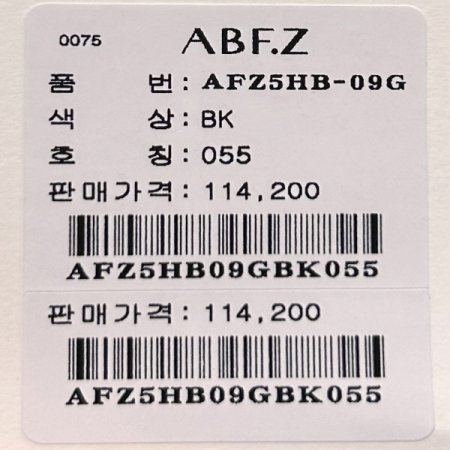 0075 ABF.Z
품 번 : AFZ5HB-09G
색 상 : BK
호 칭 : 055
판매가격 : 114,200
AFZ5HB09GBK055
판매가격 : 114,200
AFZ5HB09GBK055